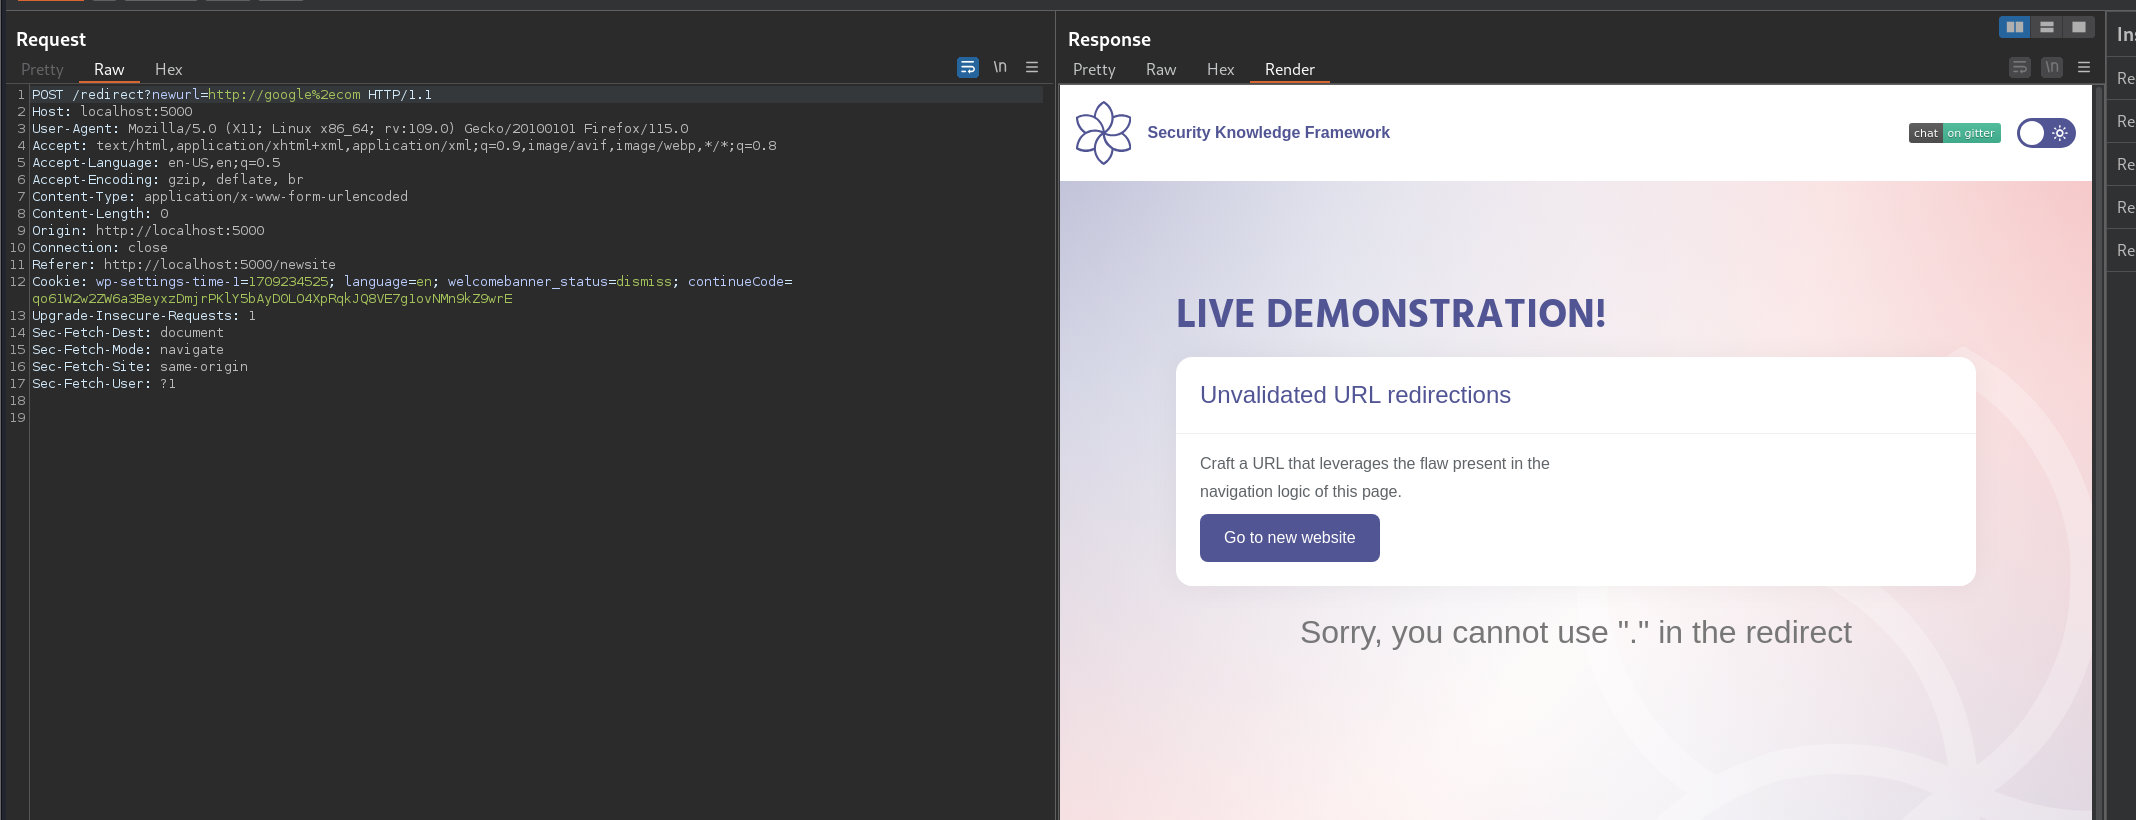 Request
Pretty Raw Hex
\n
1 POST /redirect?newurl=http://google%2ecom HTTP/1.1
2 Host: localhost:5000
3 User-Agent: Mozilla/5.0 (X11; Linux x86_64; rv:109.0) Gecko/20100101 Firefox/115.0
4 Accept: text/html,application/xhtml+xml,application/xml;q=0.9,image/avif,image/webp,*/*;q=0.8
5 Accept-Language: en-US,en;q=0.5
6 Accept-Encoding: gzip, deflate, br
7 Content-Type: application/x-www-form-urlencoded
8 Content-Length: 0
9 Origin: http://localhost:5000
10 Connection: close
11 Referer: http://localhost:5000/newsite
12 Cookie: wp-settings-time-1=1709234525; language=en; welcomebanner_status=dismiss; continueCode=
qo61W2w2ZW6a3BeyxzDmjrPKlY5bAyD0LO4XpRqkJQ8VE7g1ovNMn9kZ9wrE
13 Upgrade-Insecure-Requests: 1
14 Sec-Fetch-Dest: document
15 Sec-Fetch-Mode: navigate
16 Sec-Fetch-Site: same-origin
17 Sec-Fetch-User: ?1
18
19
Response
Pretty Raw Hex Render
\n
Security Knowledge Framework
chat on gitter
LIVE DEMONSTRATION!
Unvalidated URL redirections
Craft a URL that leverages the flaw present in the
navigation logic of this page.
Go to new website
Sorry, you cannot use "." in the redirect
Ins
Re
Re
Re
Re
Re